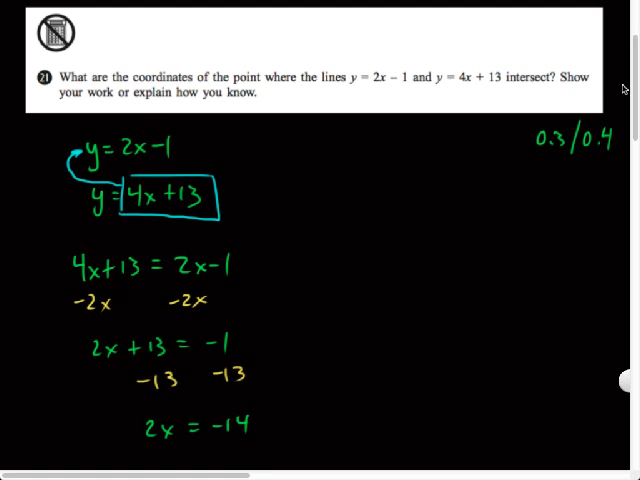 21 What are the coordinates of the point where the lines y = 2x − 1 and y = 4x + 13 intersect? Show
your work or explain how you know.
0.3/0.4
y = 2x-1
y = 4x+13
4x+13 = 2x-1
-2x -2x
2x + 13 = -1
-13 -13
2x = -14